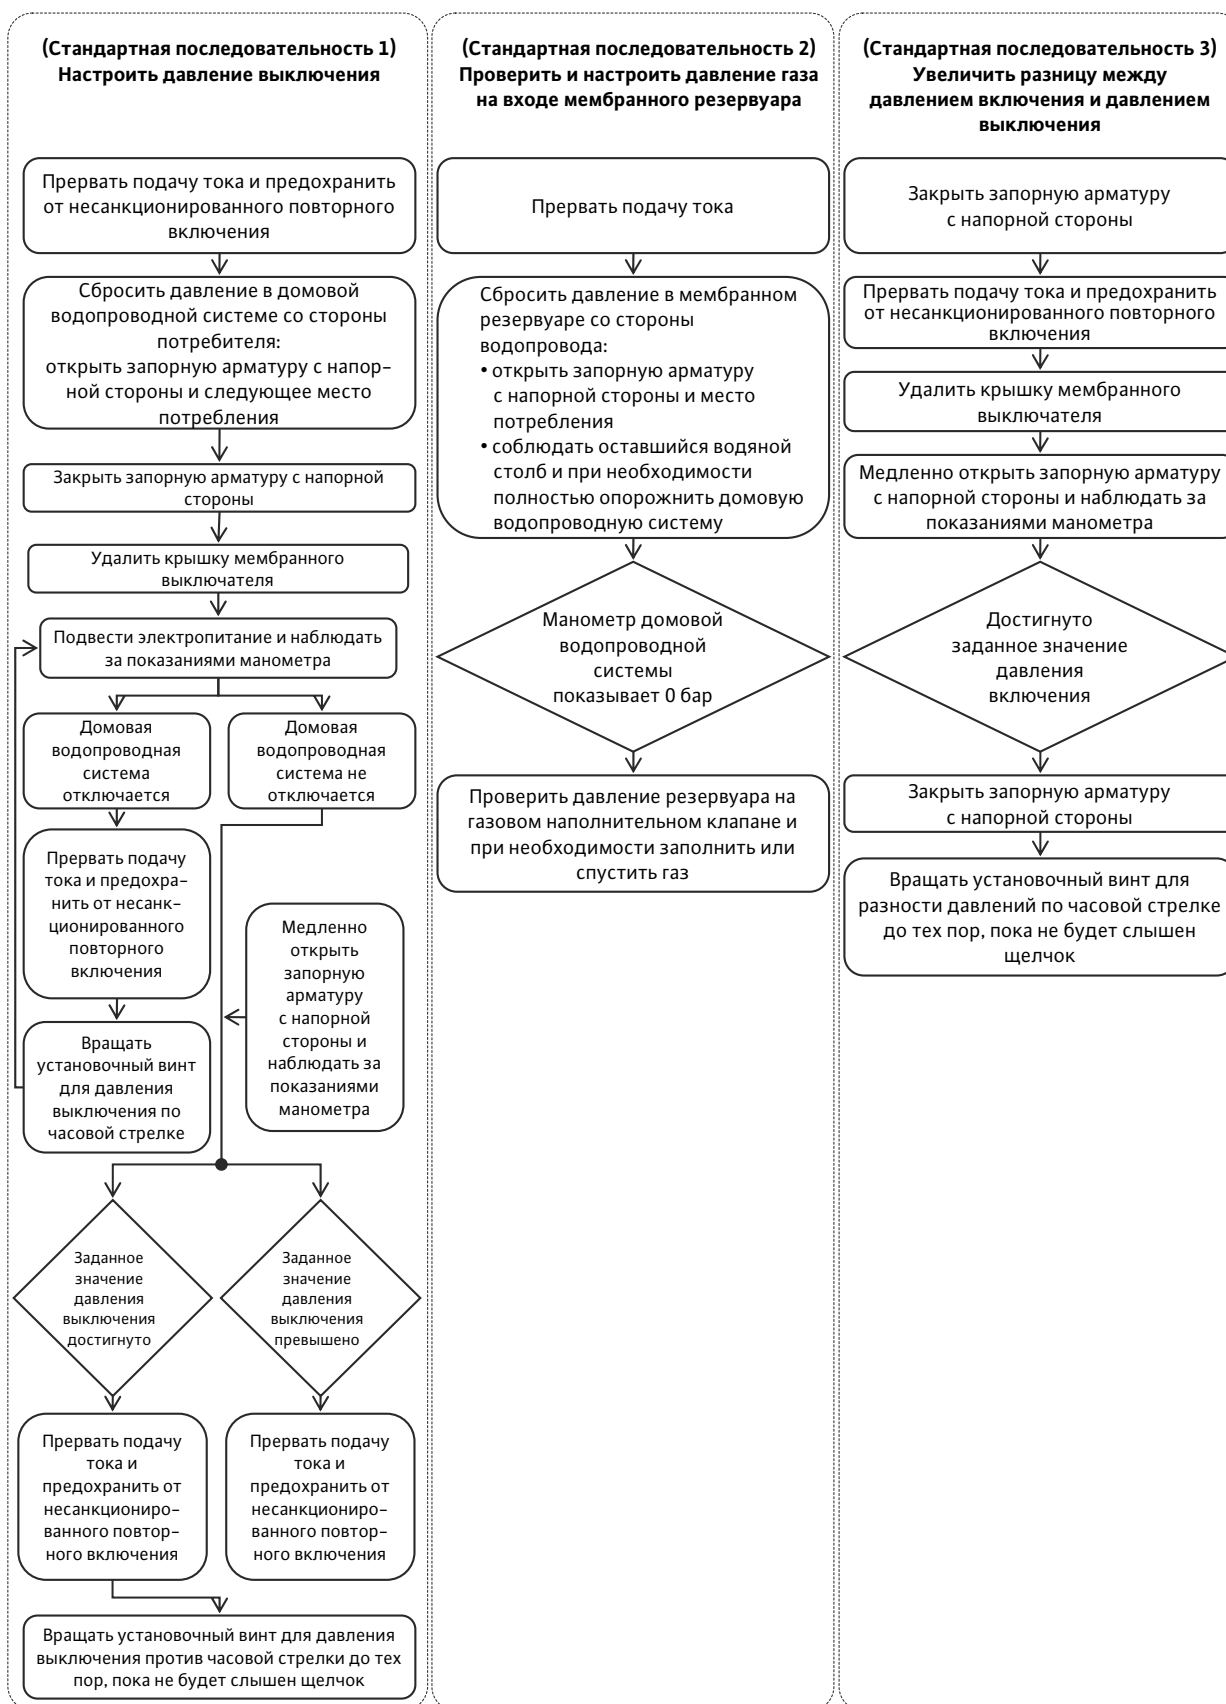 (Стандартная последовательность 1)
Настроить давление выключения
Прервать подачу тока и предохранить
от несанкционированного повторного
включения
Сбросить давление в домовой
водопроводной системе со стороны
потребителя:
открыть запорную арматуру с напор-
ной стороны и следующее место
потребления
Закрыть запорную арматуру с напорной
стороны
Удалить крышку мембранного
выключателя
Подвести электропитание и наблюдать
за показаниями манометра
Домовая
водопроводная
система
отключается
Домовая
водопроводная
система не
отключается
Прервать подачу
тока и предохра-
нить от несанк-
ционированного
повторного
включения
Медленно
открыть
запорную
арматуру
с напорной
стороны и
наблюдать за
показаниями
манометра
Вращать
установочный винт
для давления
выключения по
часовой стрелке
Заданное
значение
давления
выключения
достигнуто
Заданное
значение
давления
выключения
превышено
Прервать подачу
тока и
предохранить от
несанкциониро-
ванного повтор-
ного включения
Прервать подачу
тока и
предохранить от
несанкциониро-
ванного повтор-
ного включения
Вращать установочный винт для давления
выключения против часовой стрелки до тех
пор, пока не будет слышен щелчок
(Стандартная последовательность 2)
Проверить и настроить давление газа
на входе мембранного резервуара
Прервать подачу тока
Сбросить давление в мембранном
резервуаре со стороны
водопровода:
• открыть запорную арматуру
с напорной стороны и место
потребления
• соблюдать оставшийся водяной
столб и при необходимости
полностью опорожнить домовую
водопроводную систему
Манометр домовой
водопроводной
системы
показывает 0 бар
Проверить давление резервуара на
газовом наполнительном клапане и
при необходимости заполнить или
спустить газ
(Стандартная последовательность 3)
Увеличить разницу между
давлением включения и давлением
выключения
Закрыть запорную арматуру
с напорной стороны
Прервать подачу тока и предохранить
от несанкционированного повторного
включения
Удалить крышку мембранного
выключателя
Медленно открыть запорную арматуру
с напорной стороны и наблюдать за
показаниями манометра
Достигнуто
заданное значение
давления
включения
Закрыть запорную арматуру
с напорной стороны
Вращать установочный винт для
разности давлений по часовой стрелке
до тех пор, пока не будет слышен
щелчок